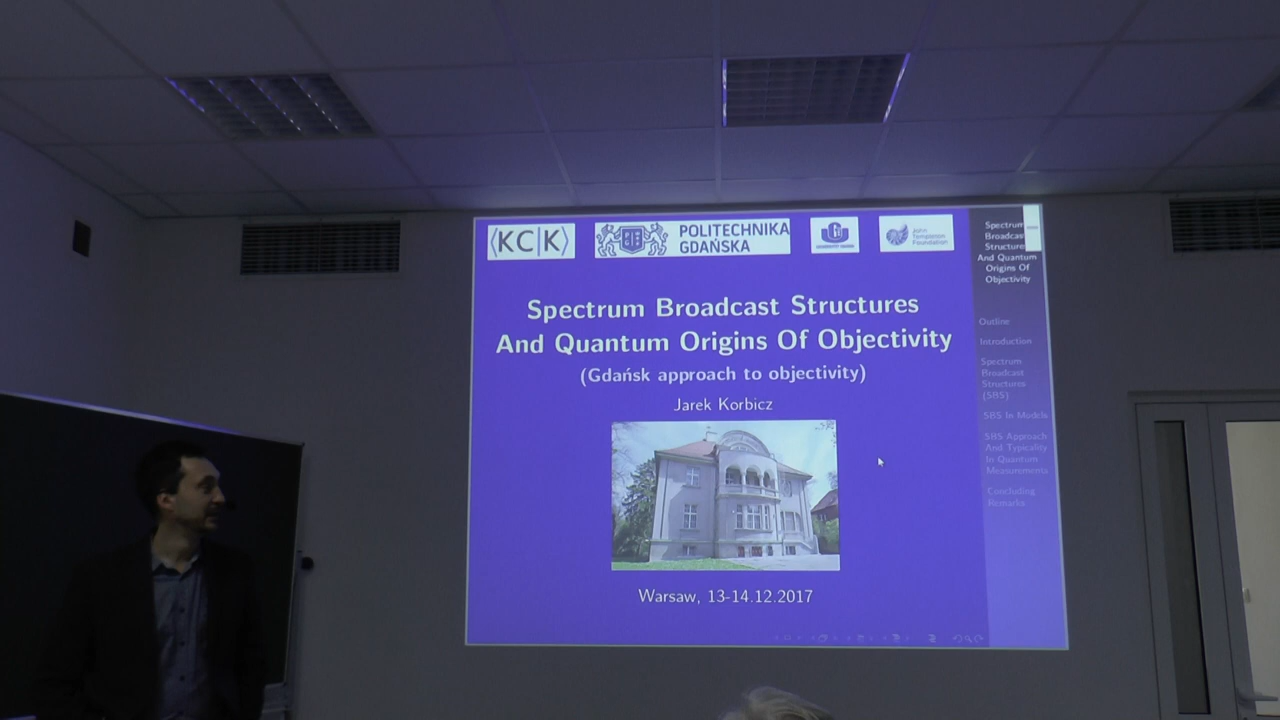 ⟨KC|K⟩
POLITECHNIKA
GDAŃSKA
John
Templeton
Foundation
Spectrum Broadcast Structures
And Quantum Origins Of Objectivity
(Gdańsk approach to objectivity)
Jarek Korbicz
Warsaw, 13-14.12.2017
Spectrum
Broadcast
Structures
And Quantum
Origins Of
Objectivity
Outline
Introduction
Spectrum
Broadcast
Structures
(SBS)
SBS In Models
SBS Approach
And Typicality
In Quantum
Measurements
Concluding
Remarks